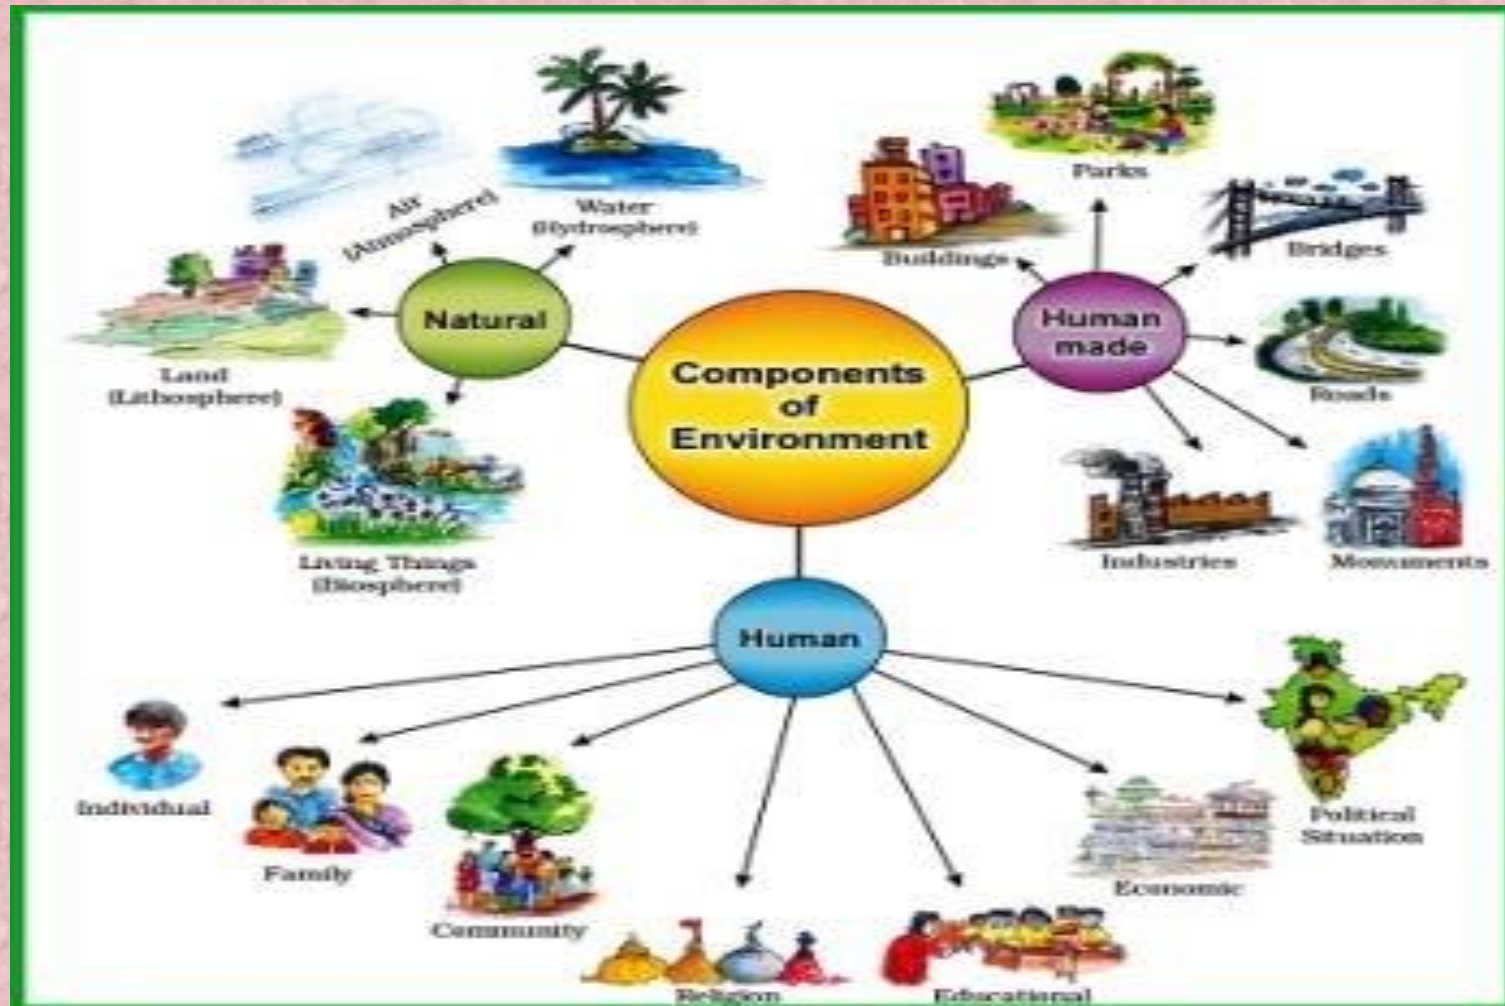 Components
of
Environment
Natural
Air
(Atmosphere)
Water
(Hydrosphere)
Land
(Lithosphere)
Living Things
(Biosphere)
Human
made
Buildings
Parks
Bridges
Roads
Industries
Monuments
Human
Individual
Family
Community
Religion
Educational
Economic
Political
Situation